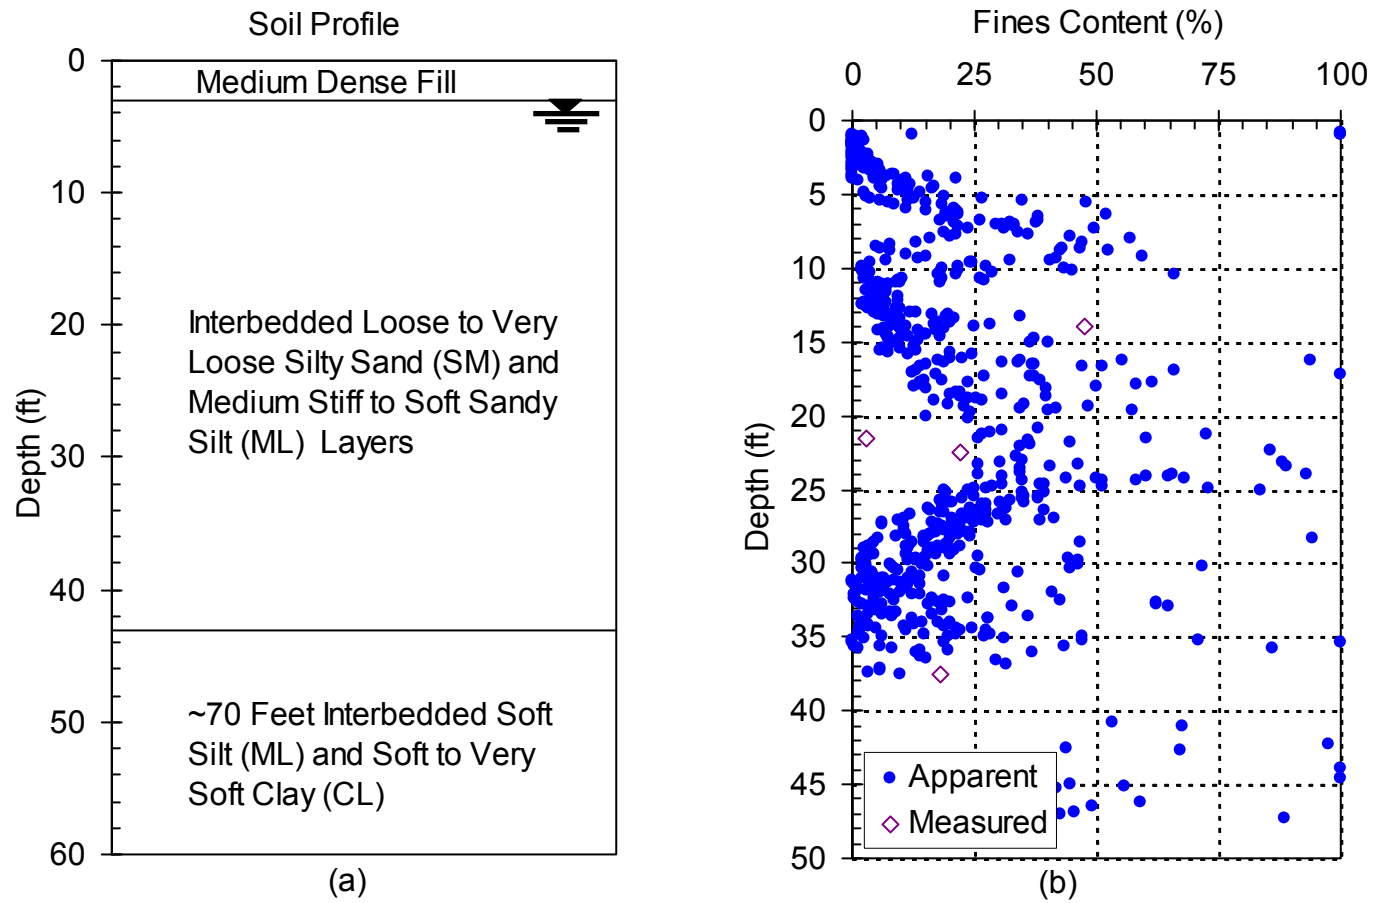 Soil Profile
0
10
20
30
40
50
60
Depth (ft)
Medium Dense Fill
Interbedded Loose to Very
Loose Silty Sand (SM) and
Medium Stiff to Soft Sandy
Silt (ML) Layers
~70 Feet Interbedded Soft
Silt (ML) and Soft to Very
Soft Clay (CL)
(a)
Fines Content (%)
0 25 50 75 100
0
5
10
15
20
25
30
35
40
45
50
Depth (ft)
Apparent
Measured
(b)